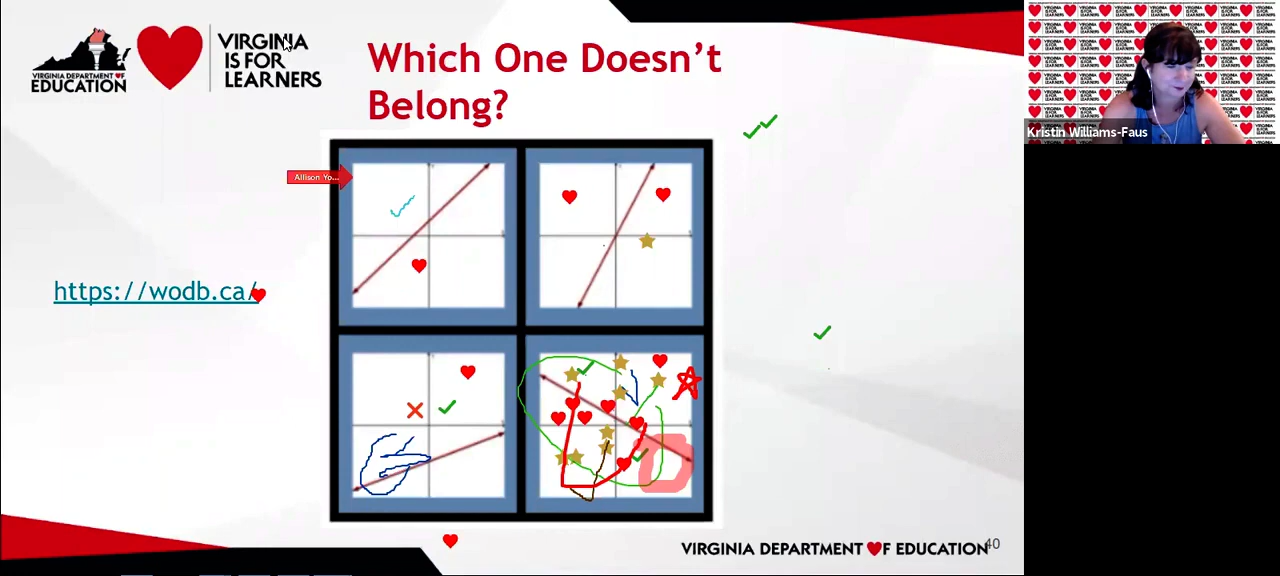 VIRGINIA DEPARTMENT OF EDUCATION
VIRGINIA
IS FOR
LEARNERS
Which One Doesn't
Belong?
Kristin Williams-Faus
Allison Yo...
https://wodb.ca/
VIRGINIA DEPARTMENT OF EDUCATION
40